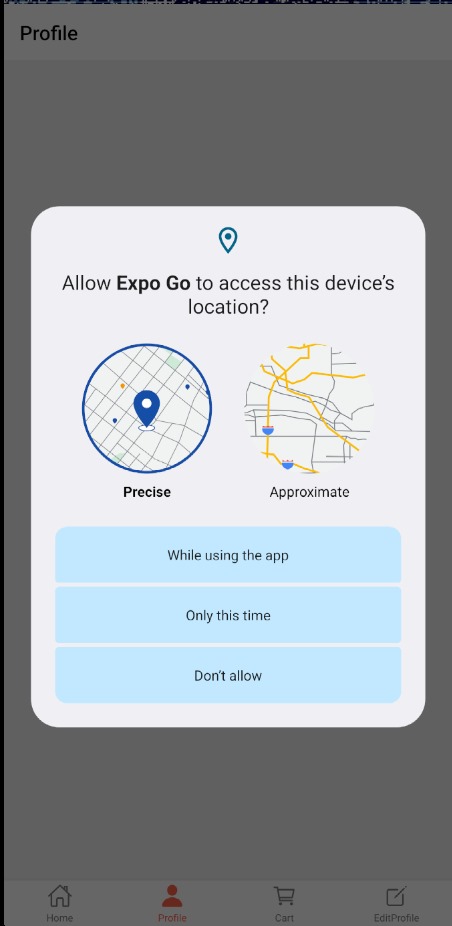 Profile
Allow Expo Go to access this device's
location?
Precise
Approximate
While using the app
Only this time
Don't allow
Home
Profile
Cart
EditProfile